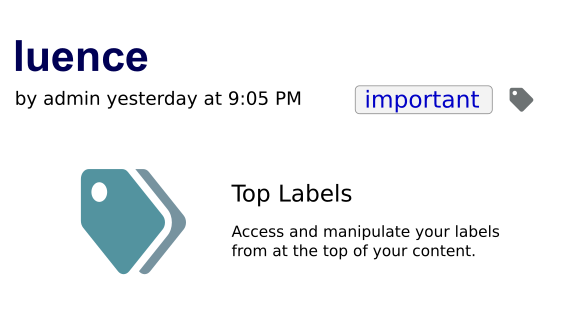 luence
by admin yesterday at 9:05 PM
important
Top Labels
Access and manipulate your labels
from at the top of your content.